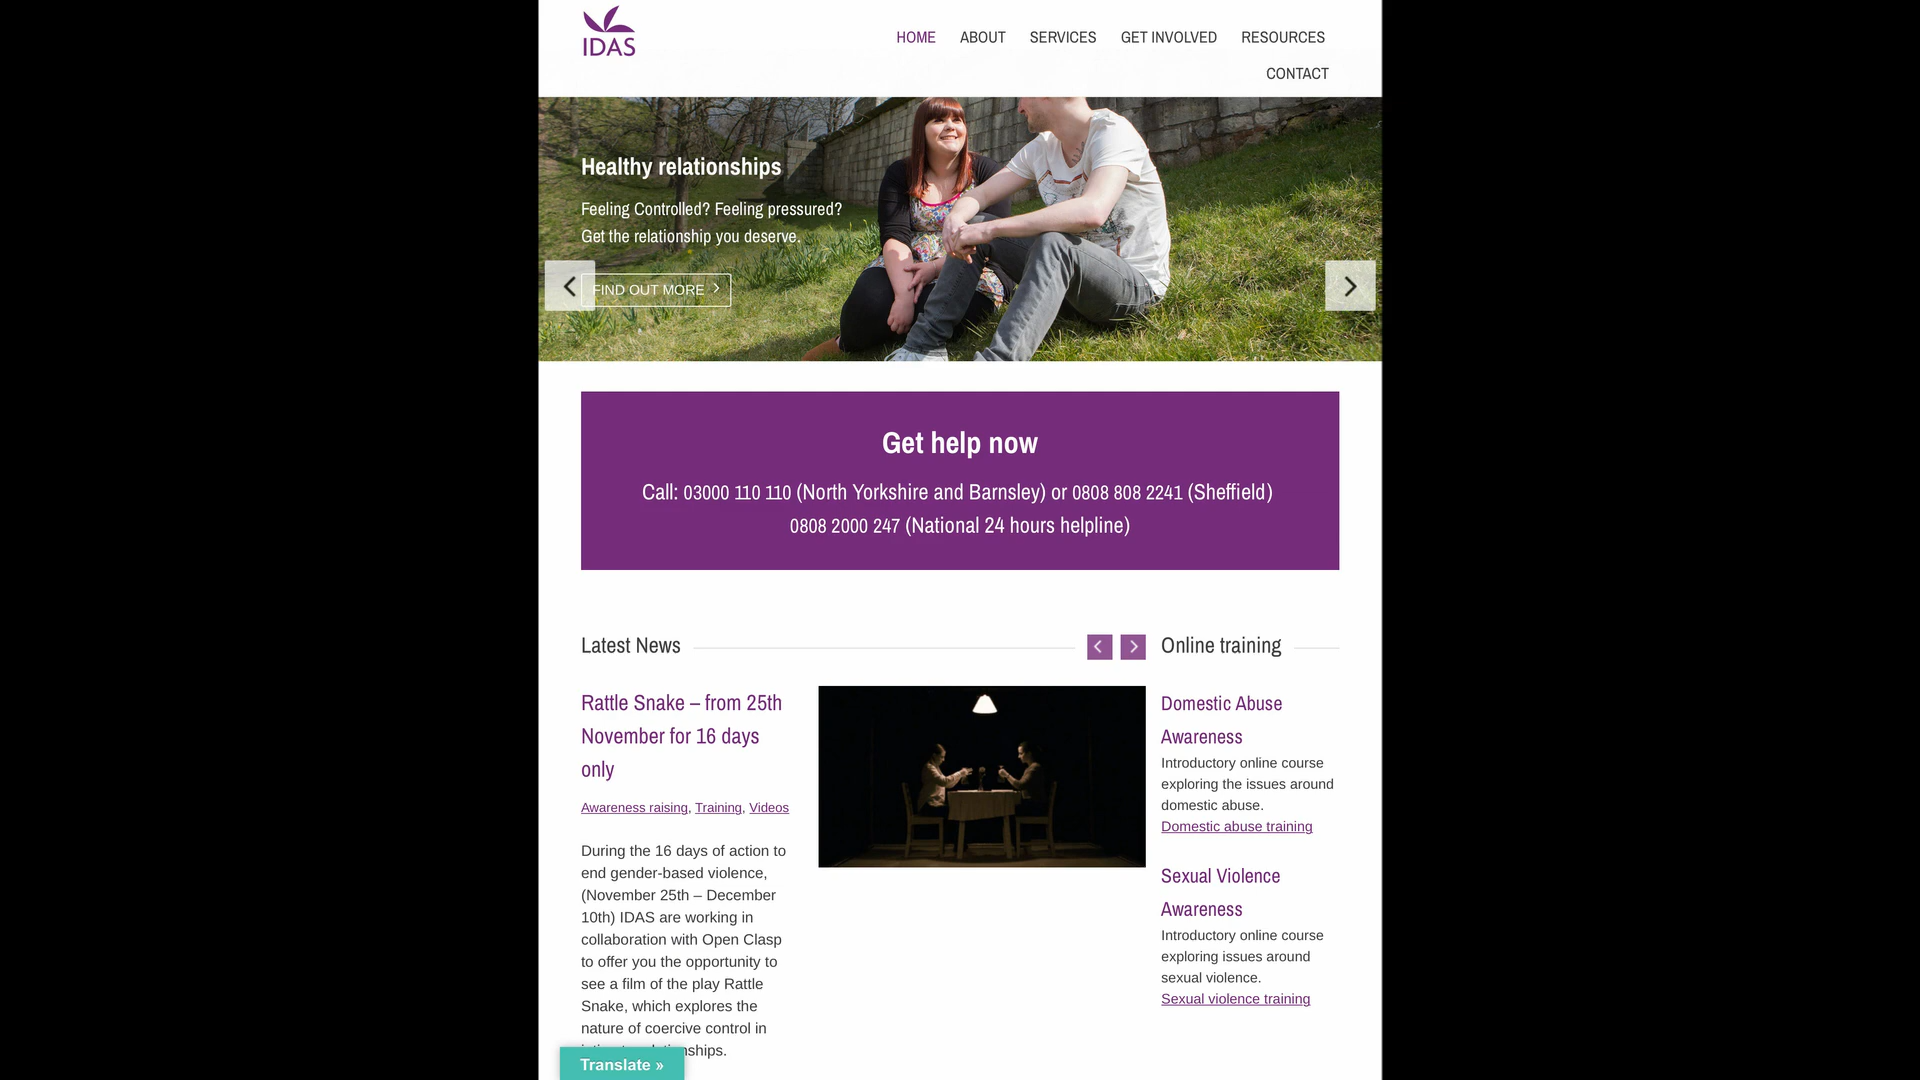 IDAS
HOME ABOUT SERVICES GET INVOLVED RESOURCES
CONTACT
Healthy relationships
Feeling Controlled? Feeling pressured?
Get the relationship you deserve.
FIND OUT MORE
Get help now
Call: 03000 110 110 (North Yorkshire and Barnsley) or 0808 808 2241 (Sheffield)
0808 2000 247 (National 24 hours helpline)
Latest News
Rattle Snake – from 25th
November for 16 days
only
Awareness raising, Training, Videos
During the 16 days of action to
end gender-based violence,
(November 25th – December
10th) IDAS are working in
collaboration with Open Clasp
to offer you the opportunity to
see a film of the play Rattle
Snake, which explores the
nature of coercive control in
Online training
Domestic Abuse
Awareness
Introductory online course
exploring the issues around
domestic abuse.
Domestic abuse training
Sexual Violence
Awareness
Introductory online course
exploring issues around
sexual violence.
Sexual violence training
Translate »